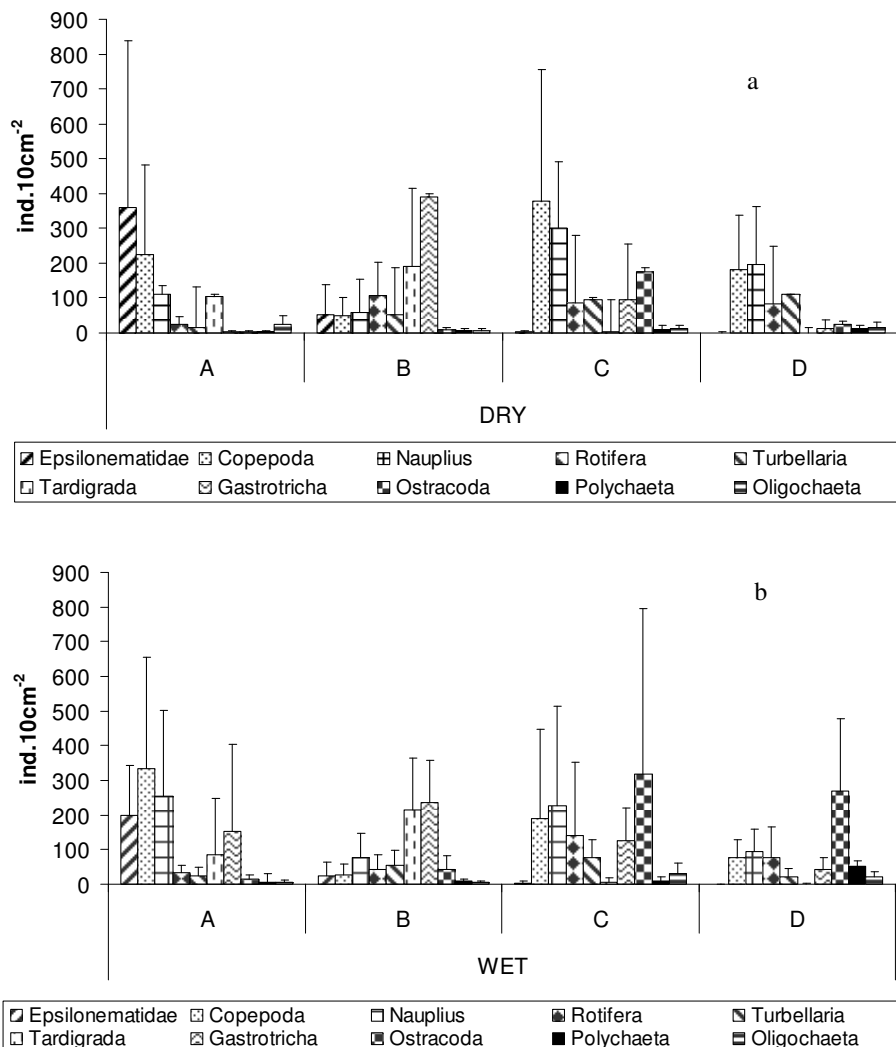 900
800
700
600
500
400
300
200
100
0
ind.10cm-2
a
A B C D
DRY
Epsilonematidae Copepoda Nauplius Rotifera Turbellaria
Tardigrada Gastrotricha Ostracoda Polychaeta Oligochaeta
900
800
700
600
500
400
300
200
100
0
ind.10cm-2
b
A B C D
WET
Epsilonematidae Copepoda Nauplius Rotifera Turbellaria
Tardigrada Gastrotricha Ostracoda Polychaeta Oligochaeta